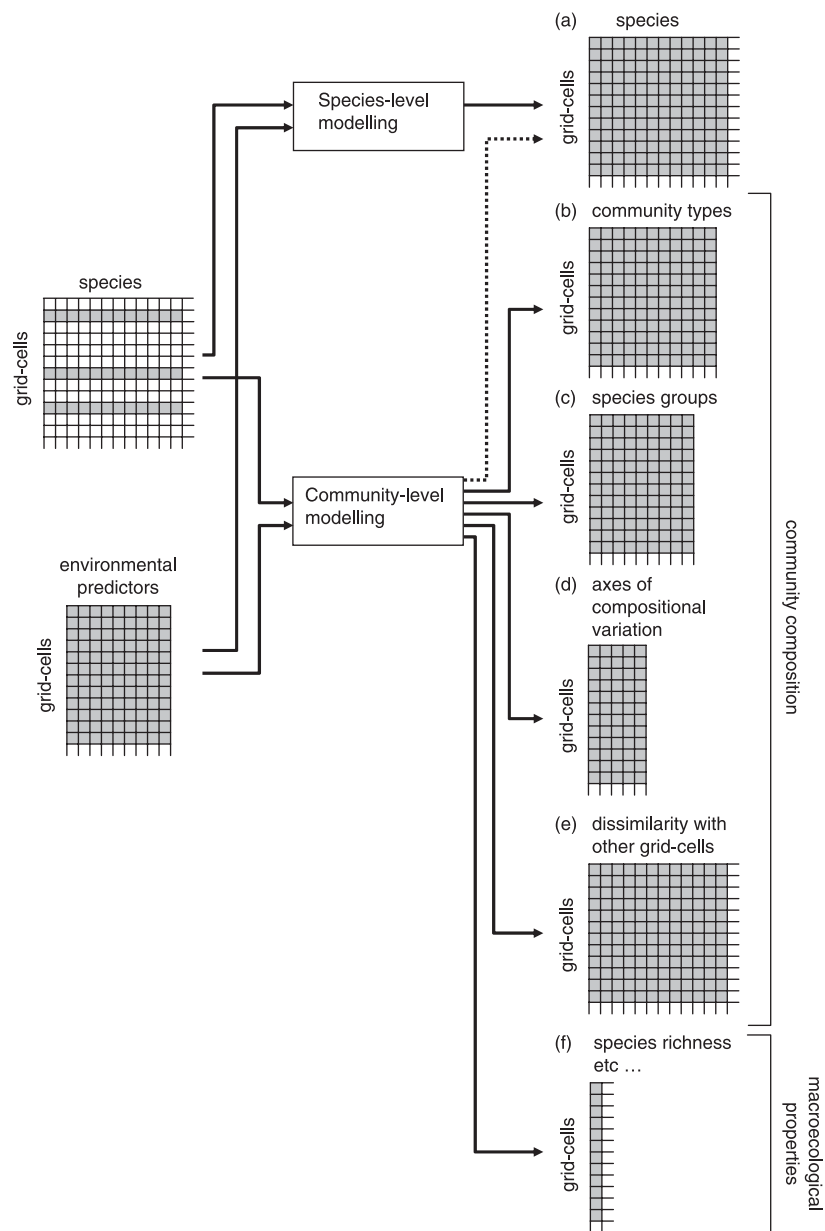 (a) species
grid-cells
Species-level
modelling
(b) community types
grid-cells
species
grid-cells
(c) species groups
grid-cells
Community-level
modelling
environmental
predictors
grid-cells
(d) axes of
compositional
variation
grid-cells
(e) dissimilarity with
other grid-cells
grid-cells
community composition
(f) species richness
etc ...
grid-cells
macroecological
properties